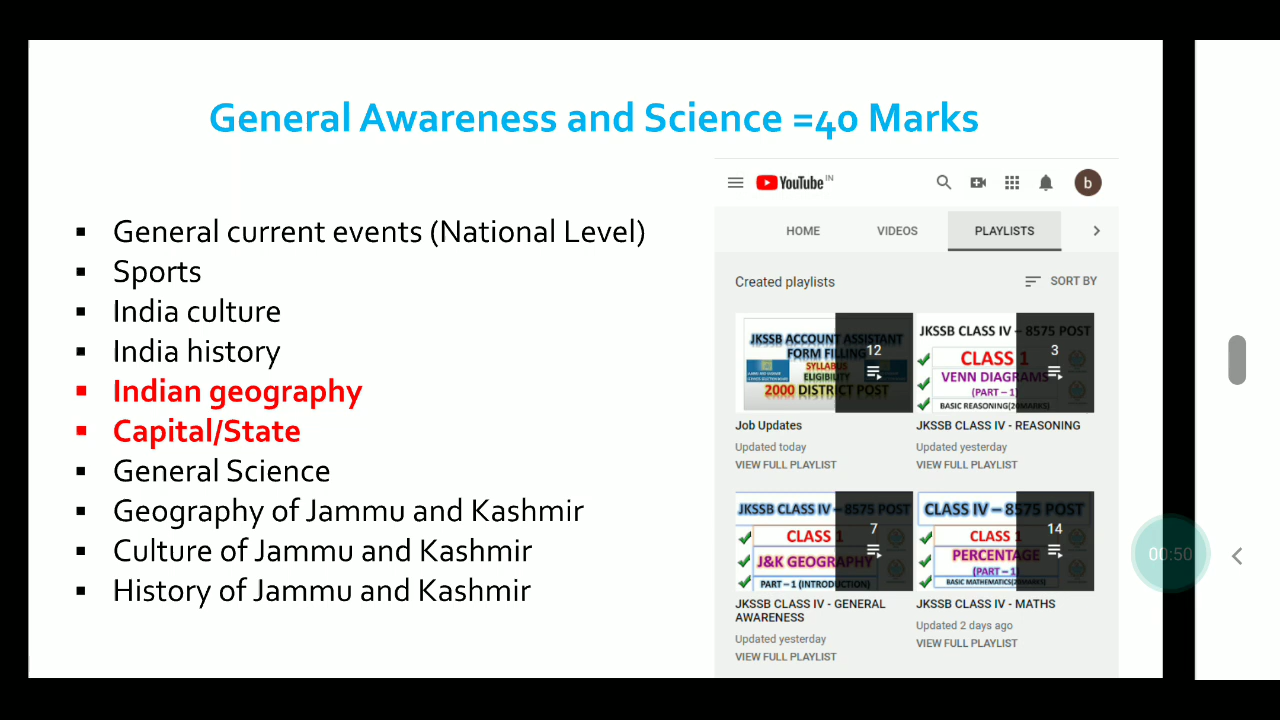 General Awareness and Science =40 Marks
General current events (National Level)
Sports
India culture
India history
Indian geography
Capital/State
General Science
Geography of Jammu and Kashmir
Culture of Jammu and Kashmir
History of Jammu and Kashmir
YouTube IN
b
HOME VIDEOS PLAYLISTS
Created playlists SORT BY
JKSSB ACCOUNT ASSISTANT
FORM FILLING
SYLLABUS
ELIGIBILITY
2000 DISTRICT POST
12
Job Updates
Updated today
VIEW FULL PLAYLIST
JKSSB CLASS IV – 8575 POST
CLASS 1
VENN DIAGRAMS
(PART – 1)
BASIC REASONING(20MARKS)
3
JKSSB CLASS IV - REASONING
Updated yesterday
VIEW FULL PLAYLIST
JKSSB CLASS IV – 8575 POST
CLASS 1
J&K GEOGRAPHY
PART – 1 (INTRODUCTION)
7
JKSSB CLASS IV - GENERAL
AWARENESS
Updated yesterday
VIEW FULL PLAYLIST
CLASS IV – 8575 POST
CLASS 1
PERCENTAGE
(PART – 1)
BASIC MATHEMATICS(20MARKS)
14
JKSSB CLASS IV - MATHS
Updated 2 days ago
VIEW FULL PLAYLIST
00:50